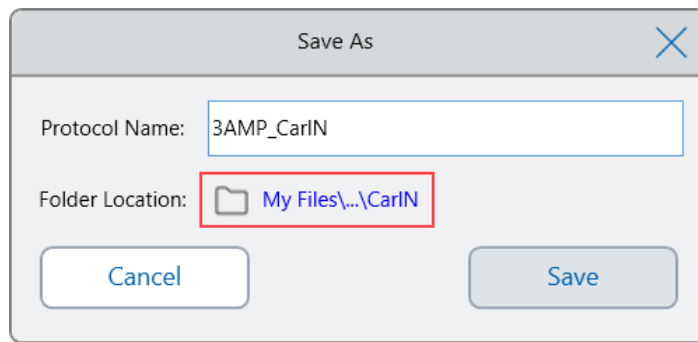 Save As
Protocol Name: 3AMP_CarIN
Folder Location: My Files\...\CarIN
Cancel Save